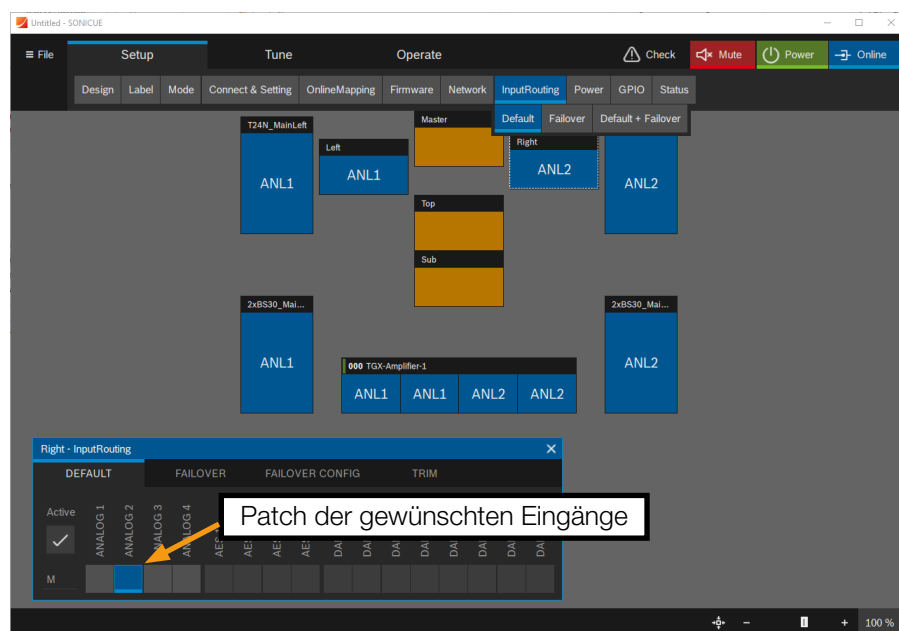 Untitled - SONICUE
≡ File Setup Tune Operate Check Mute Power Online
Design Label Mode Connect & Setting OnlineMapping Firmware Network InputRouting Power GPIO Status
Default Failover Default + Failover
T24N_MainLeft
ANL1
Left
ANL1
Master
Right
ANL2
ANL2
Top
Sub
2xBS30_Mai...
ANL1
2xBS30_Mai...
ANL2
000 TGX-Amplifier-1
ANL1 ANL1 ANL2 ANL2
Right - InputRouting
DEFAULT FAILOVER FAILOVER CONFIG TRIM
Active
ANALOG 1
ANALOG 2
ANALOG 3
ANALOG 4
Patch der gewünschten Eingänge
M
100 %